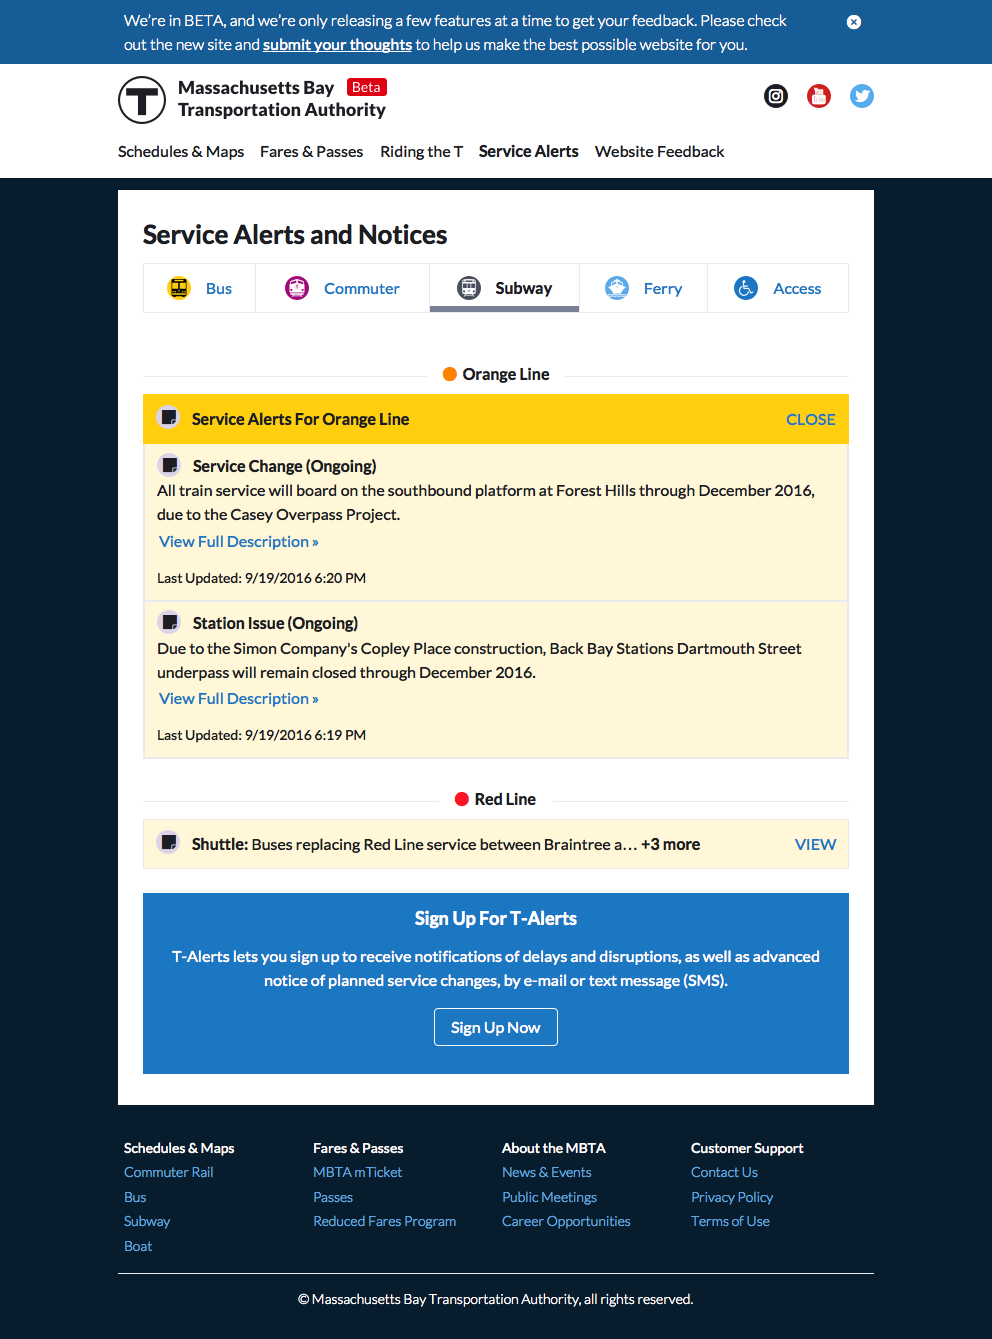 We're in BETA, and we're only releasing a few features at a time to get your feedback. Please check
out the new site and submit your thoughts to help us make the best possible website for you.
Massachusetts Bay Beta
Transportation Authority
Schedules & Maps Fares & Passes Riding the T Service Alerts Website Feedback
Service Alerts and Notices
Bus Commuter Subway Ferry Access
Orange Line
Service Alerts For Orange Line CLOSE
Service Change (Ongoing)
All train service will board on the southbound platform at Forest Hills through December 2016,
due to the Casey Overpass Project.
View Full Description »
Last Updated: 9/19/2016 6:20 PM
Station Issue (Ongoing)
Due to the Simon Company's Copley Place construction, Back Bay Stations Dartmouth Street
underpass will remain closed through December 2016.
View Full Description »
Last Updated: 9/19/2016 6:19 PM
Red Line
Shuttle: Buses replacing Red Line service between Braintree a... +3 more VIEW
Sign Up For T-Alerts
T-Alerts lets you sign up to receive notifications of delays and disruptions, as well as advanced
notice of planned service changes, by e-mail or text message (SMS).
Sign Up Now
Schedules & Maps Fares & Passes About the MBTA Customer Support
Commuter Rail MBTA mTicket News & Events Contact Us
Bus Passes Public Meetings Privacy Policy
Subway Reduced Fares Program Career Opportunities Terms of Use
Boat
© Massachusetts Bay Transportation Authority, all rights reserved.